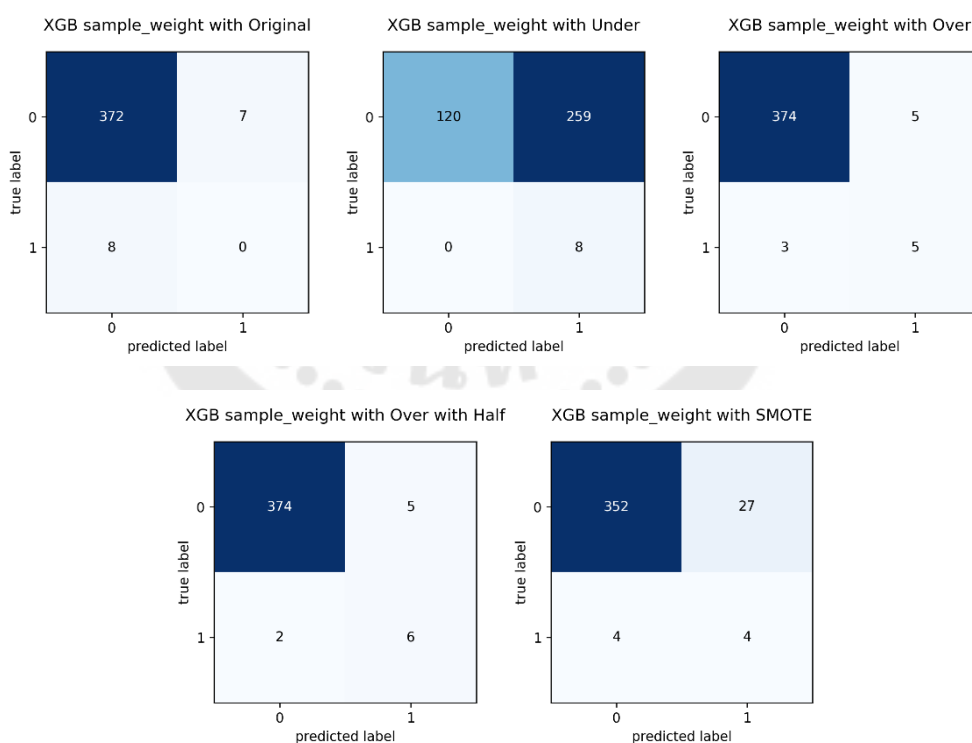 XGB sample_weight with Original
0
372
7
true label
1
8
0
0
1
predicted label
XGB sample_weight with Under
0
120
259
true label
1
0
8
0
1
predicted label
XGB sample_weight with Over
0
374
5
true label
1
3
5
0
1
predicted label
XGB sample_weight with Over with Half
0
374
5
true label
1
2
6
0
1
predicted label
XGB sample_weight with SMOTE
0
352
27
true label
1
4
4
0
1
predicted label